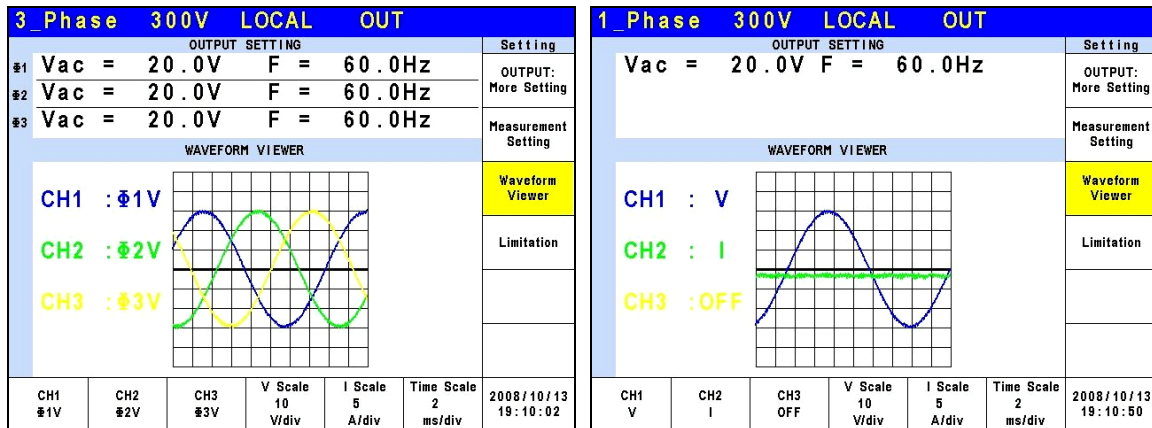 3_Phase 300V LOCAL OUT
OUTPUT SETTING
Φ1 Vac = 20.0V F = 60.0Hz
Φ2 Vac = 20.0V F = 60.0Hz
Φ3 Vac = 20.0V F = 60.0Hz
WAVEFORM VIEWER
CH1 :Φ1V
CH2 :Φ2V
CH3 :Φ3V
Setting
OUTPUT:
More Setting
Measurement
Setting
Waveform
Viewer
Limitation
CH1
Φ1V
CH2
Φ2V
CH3
Φ3V
V Scale
10
V/div
I Scale
5
A/div
Time Scale
2
ms/div
2008/10/13
19:10:02
1_Phase 300V LOCAL OUT
OUTPUT SETTING
Vac = 20.0V F = 60.0Hz
WAVEFORM VIEWER
CH1 : V
CH2 : I
CH3 :OFF
Setting
OUTPUT:
More Setting
Measurement
Setting
Waveform
Viewer
Limitation
CH1
V
CH2
I
CH3
OFF
V Scale
10
V/div
I Scale
5
A/div
Time Scale
2
ms/div
2008/10/13
19:10:50